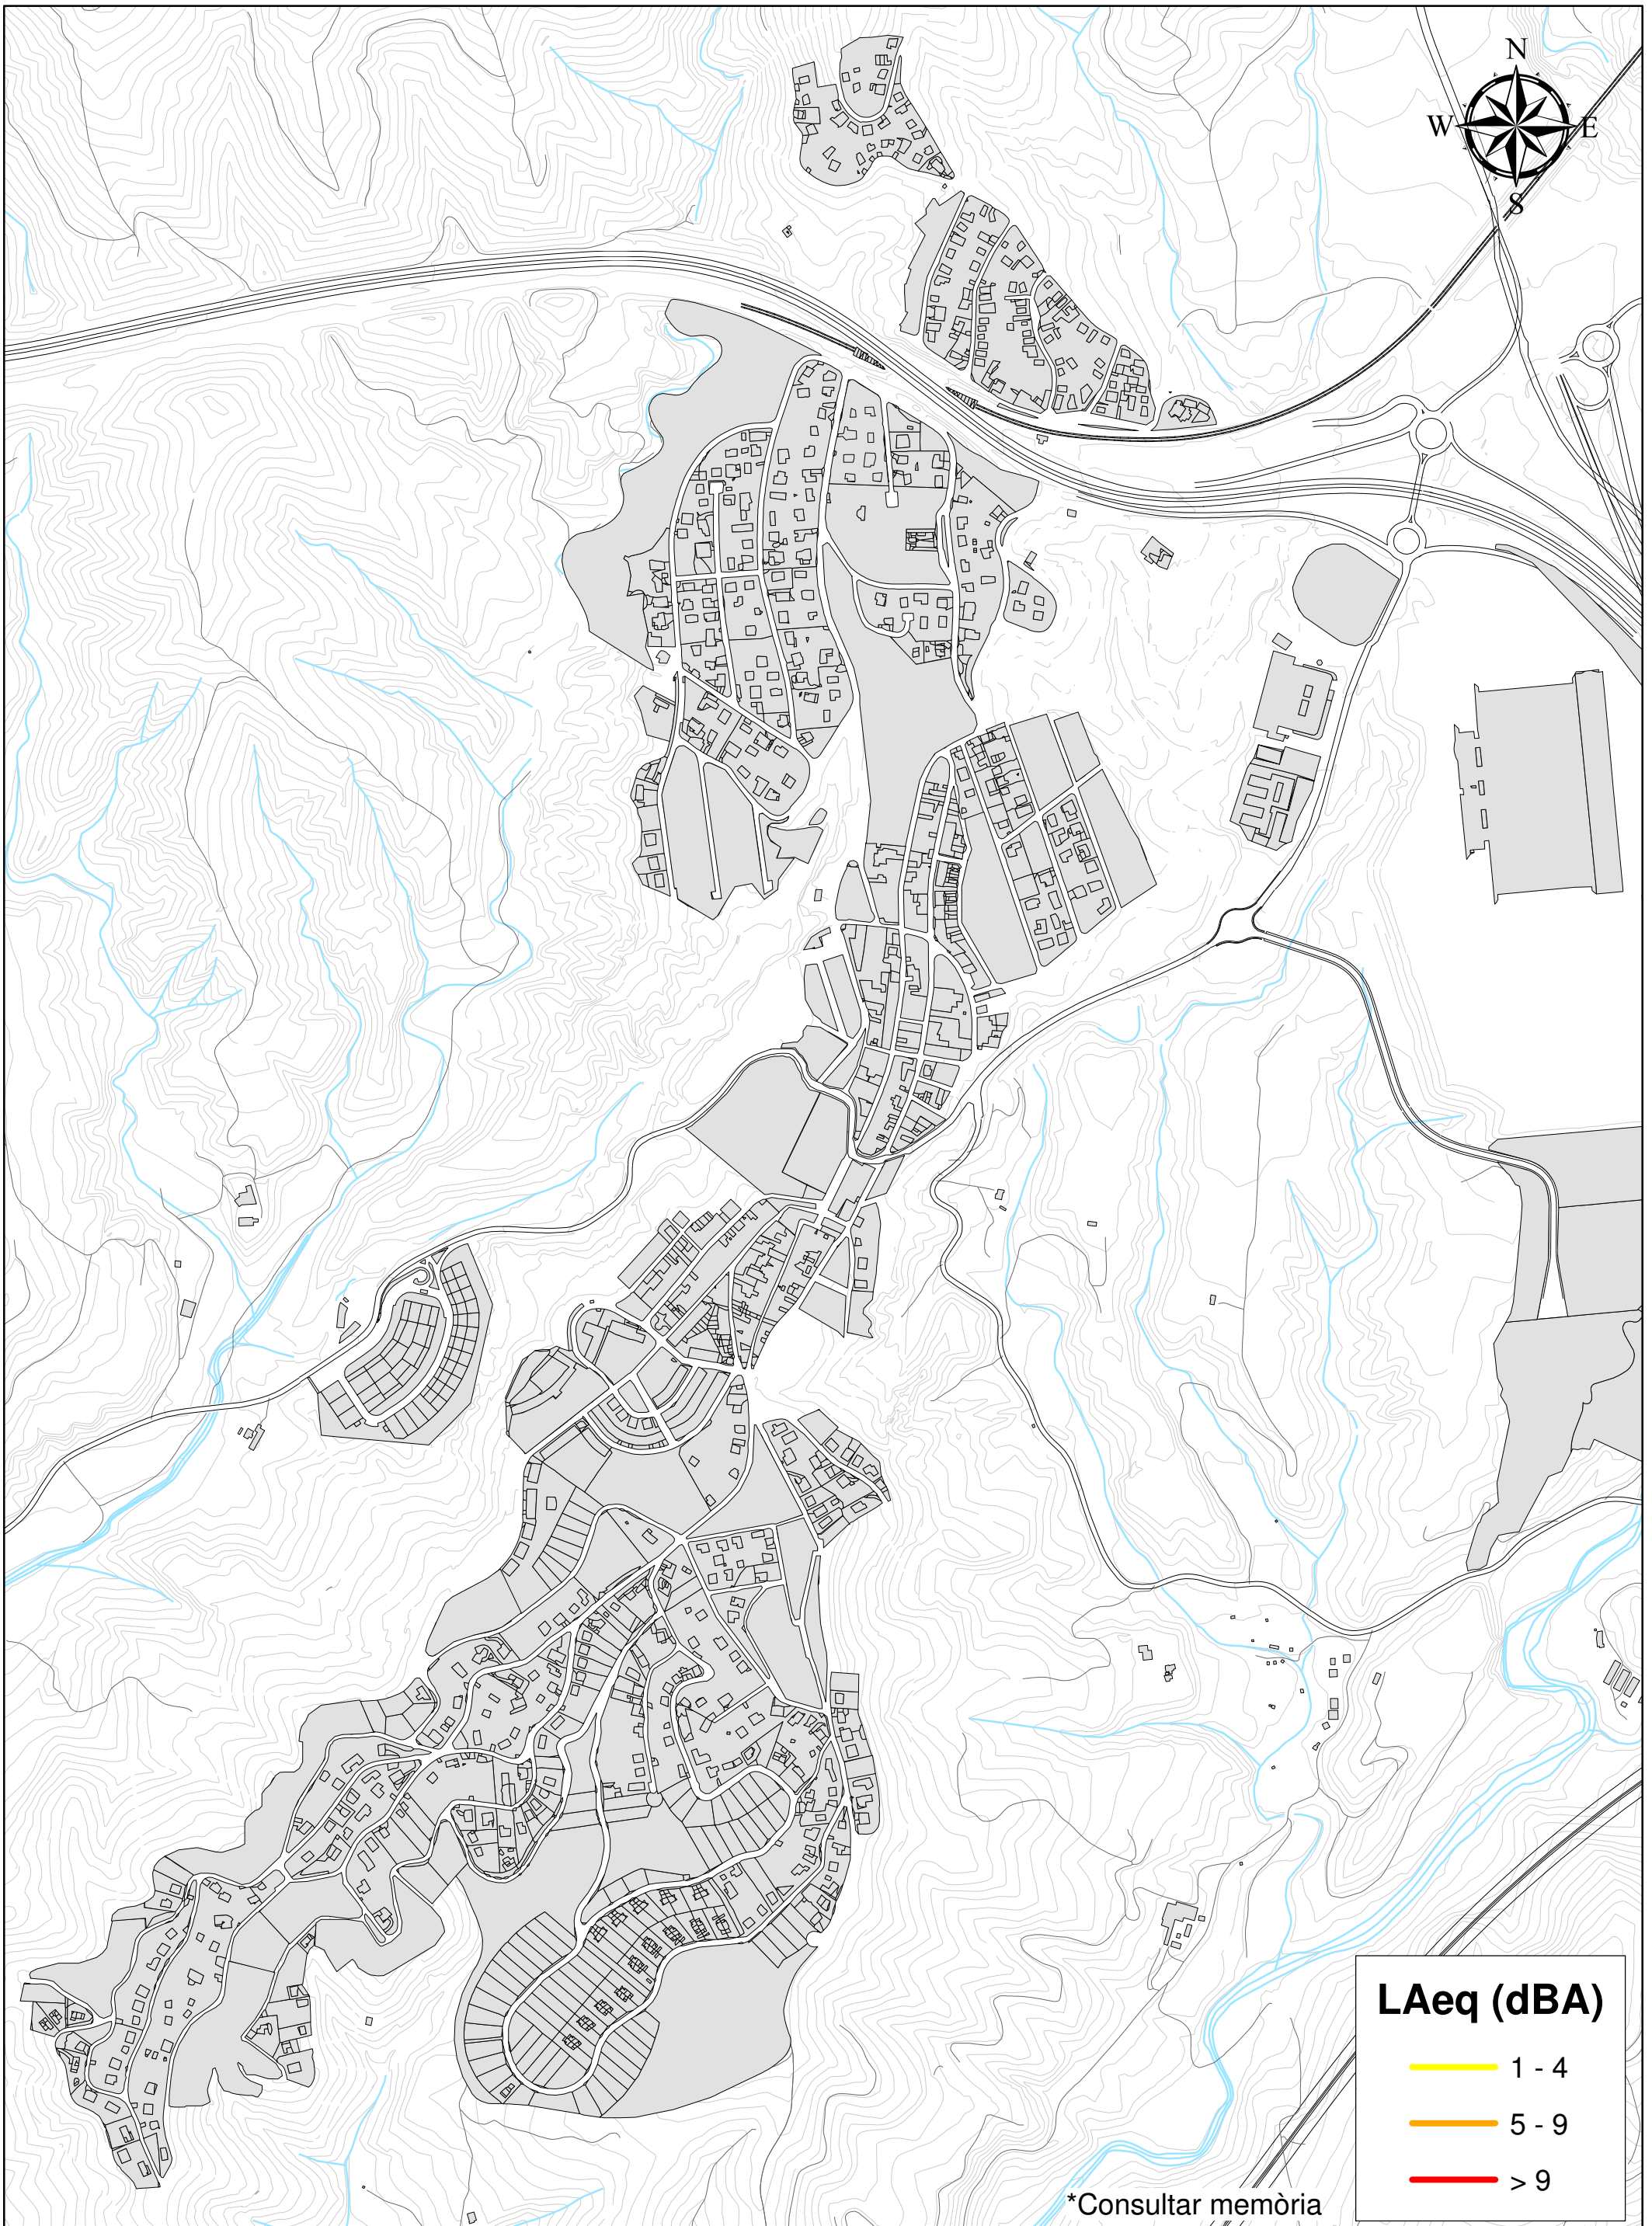 N
W E
S
LAeq (dBA)
1 - 4
5 - 9
> 9
*Consultar memòria